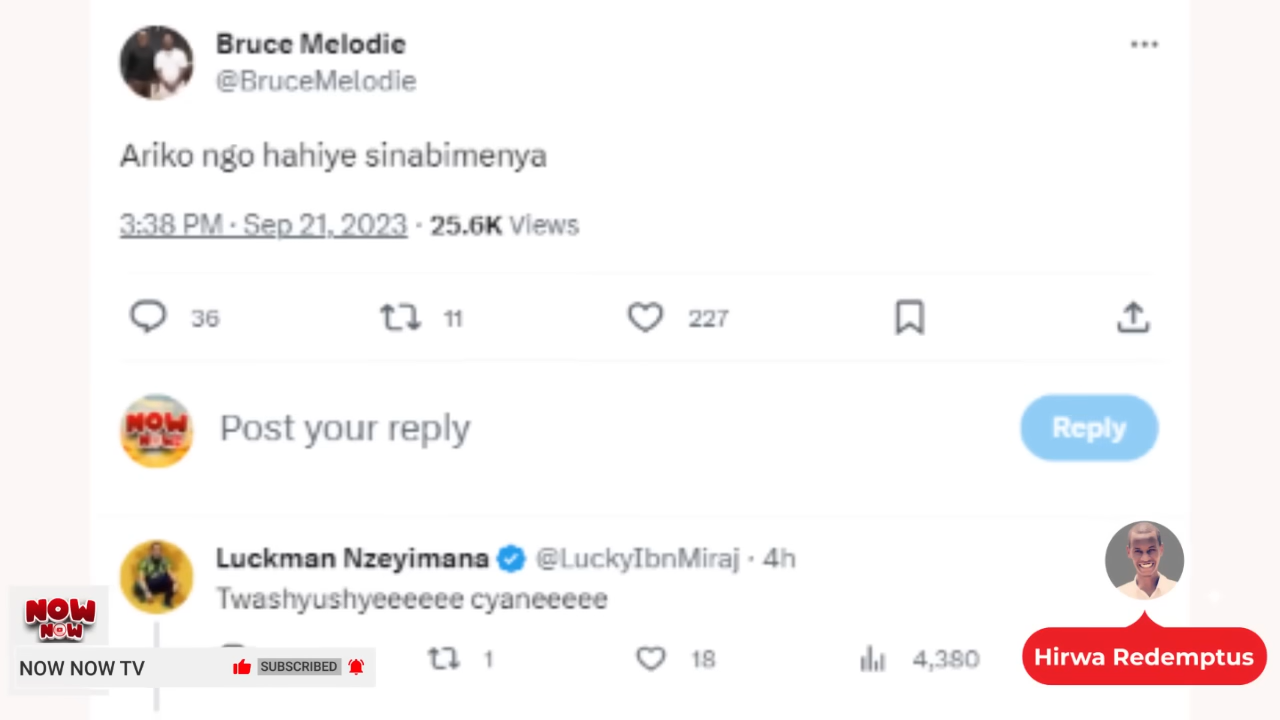 Bruce Melodie
@BruceMelodie
Ariko ngo hahiye sinabimenya
3:38 PM · Sep 21, 2023 · 25.6K Views
36 11 227
NOW NOW
Post your reply
Reply
Luckman Nzeyimana @LuckyIbnMiraj · 4h
Twashyushyeeeeee cyaneeeee
1 18 4,380
NOW NOW
NOW NOW TV
SUBSCRIBED
Hirwa Redemptus